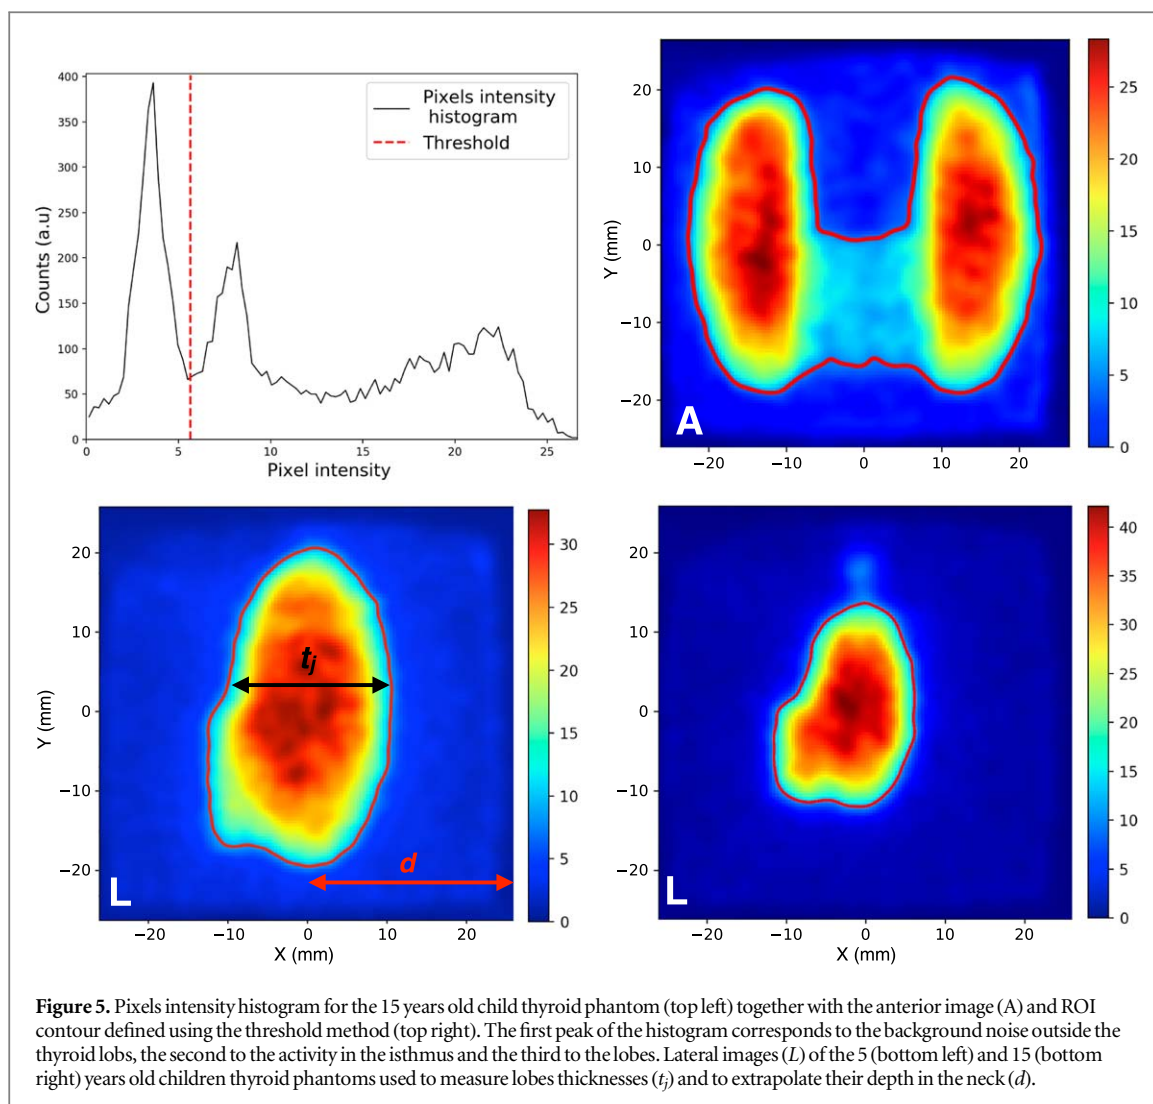 400
350
300
250
200
150
100
50
0
Counts (a.u)
0 5 10 15 20 25
Pixel intensity
Pixels intensity
histogram
Threshold
20
10
0
−10
−20
Y (mm)
A
−20 −10 0 10 20
25
20
15
10
5
0
20
10
0
−10
−20
Y (mm)
tj
d
L
−20 −10 0 10 20
X (mm)
30
25
20
15
10
5
0
20
10
0
−10
−20
L
−20 −10 0 10 20
X (mm)
40
35
30
25
20
15
10
5
0
Figure 5. Pixels intensity histogram for the 15 years old child thyroid phantom (top left) together with the anterior image (A) and ROI
contour defined using the threshold method (top right). The first peak of the histogram corresponds to the background noise outside the
thyroid lobs, the second to the activity in the isthmus and the third to the lobes. Lateral images (L) of the 5 (bottom left) and 15 (bottom
right) years old children thyroid phantoms used to measure lobes thicknesses (tj) and to extrapolate their depth in the neck (d).